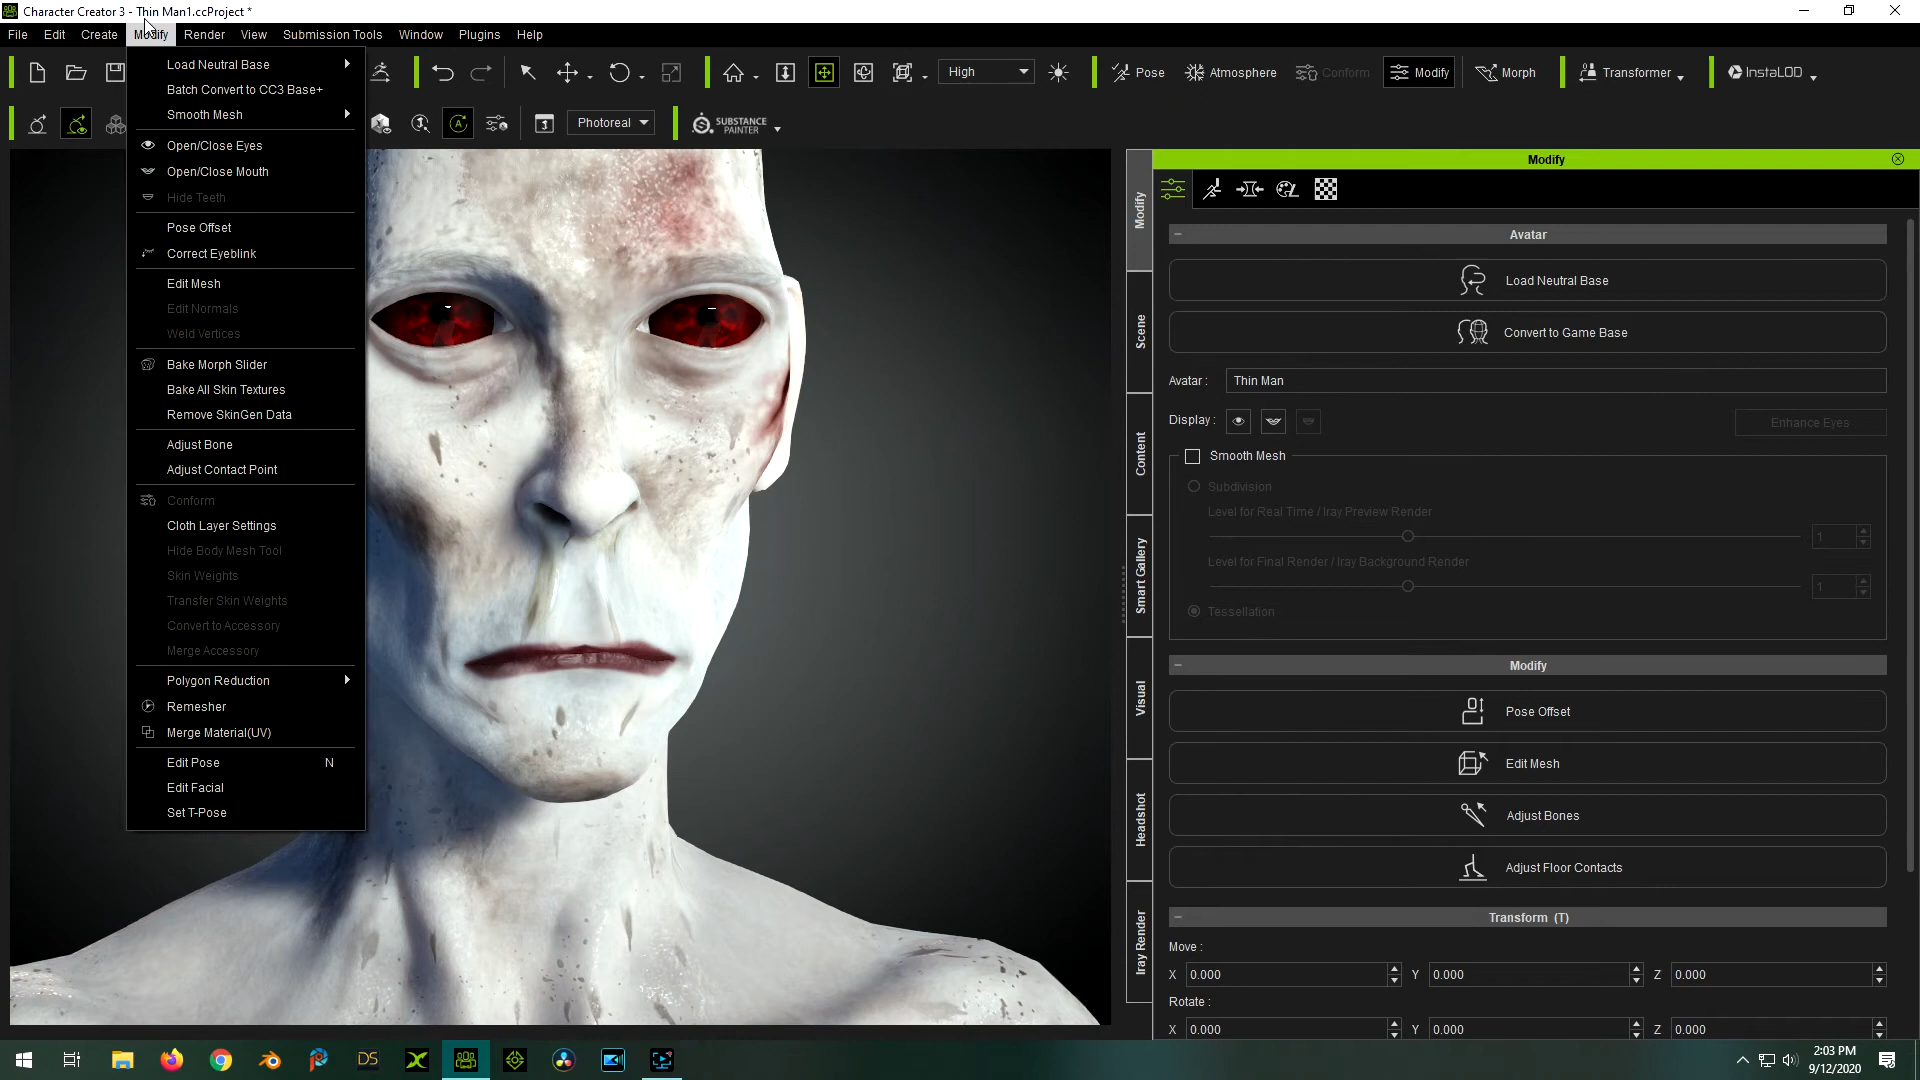 Character Creator 3 - Thin Man1.ccProject *
File Edit Create Modify Render View Submission Tools Window Plugins Help
High Pose Atmosphere Conform Modify Morph Transformer InstaLOD
Photoreal SUBSTANCE PAINTER
Load Neutral Base
Batch Convert to CC3 Base+
Smooth Mesh
Open/Close Eyes
Open/Close Mouth
Hide Teeth
Pose Offset
Correct Eyeblink
Edit Mesh
Edit Normals
Weld Vertices
Bake Morph Slider
Bake All Skin Textures
Remove SkinGen Data
Adjust Bone
Adjust Contact Point
Conform
Cloth Layer Settings
Hide Body Mesh Tool
Skin Weights
Transfer Skin Weights
Convert to Accessory
Merge Accessory
Polygon Reduction
Remesher
Merge Material(UV)
Edit Pose N
Edit Facial
Set T-Pose
Modify
Scene
Content
Smart Gallery
Visual
Headshot
Iray Render
Modify
Avatar
Load Neutral Base
Convert to Game Base
Avatar : Thin Man
Display : Enhance Eyes
Smooth Mesh
Subdivision
Level for Real Time / Iray Preview Render
1
Level for Final Render / Iray Background Render
1
Tessellation
Modify
Pose Offset
Edit Mesh
Adjust Bones
Adjust Floor Contacts
Transform (T)
Move :
X 0.000 Y 0.000 Z 0.000
Rotate :
X 0.000 Y 0.000 Z 0.000
DS
2:03 PM
9/12/2020